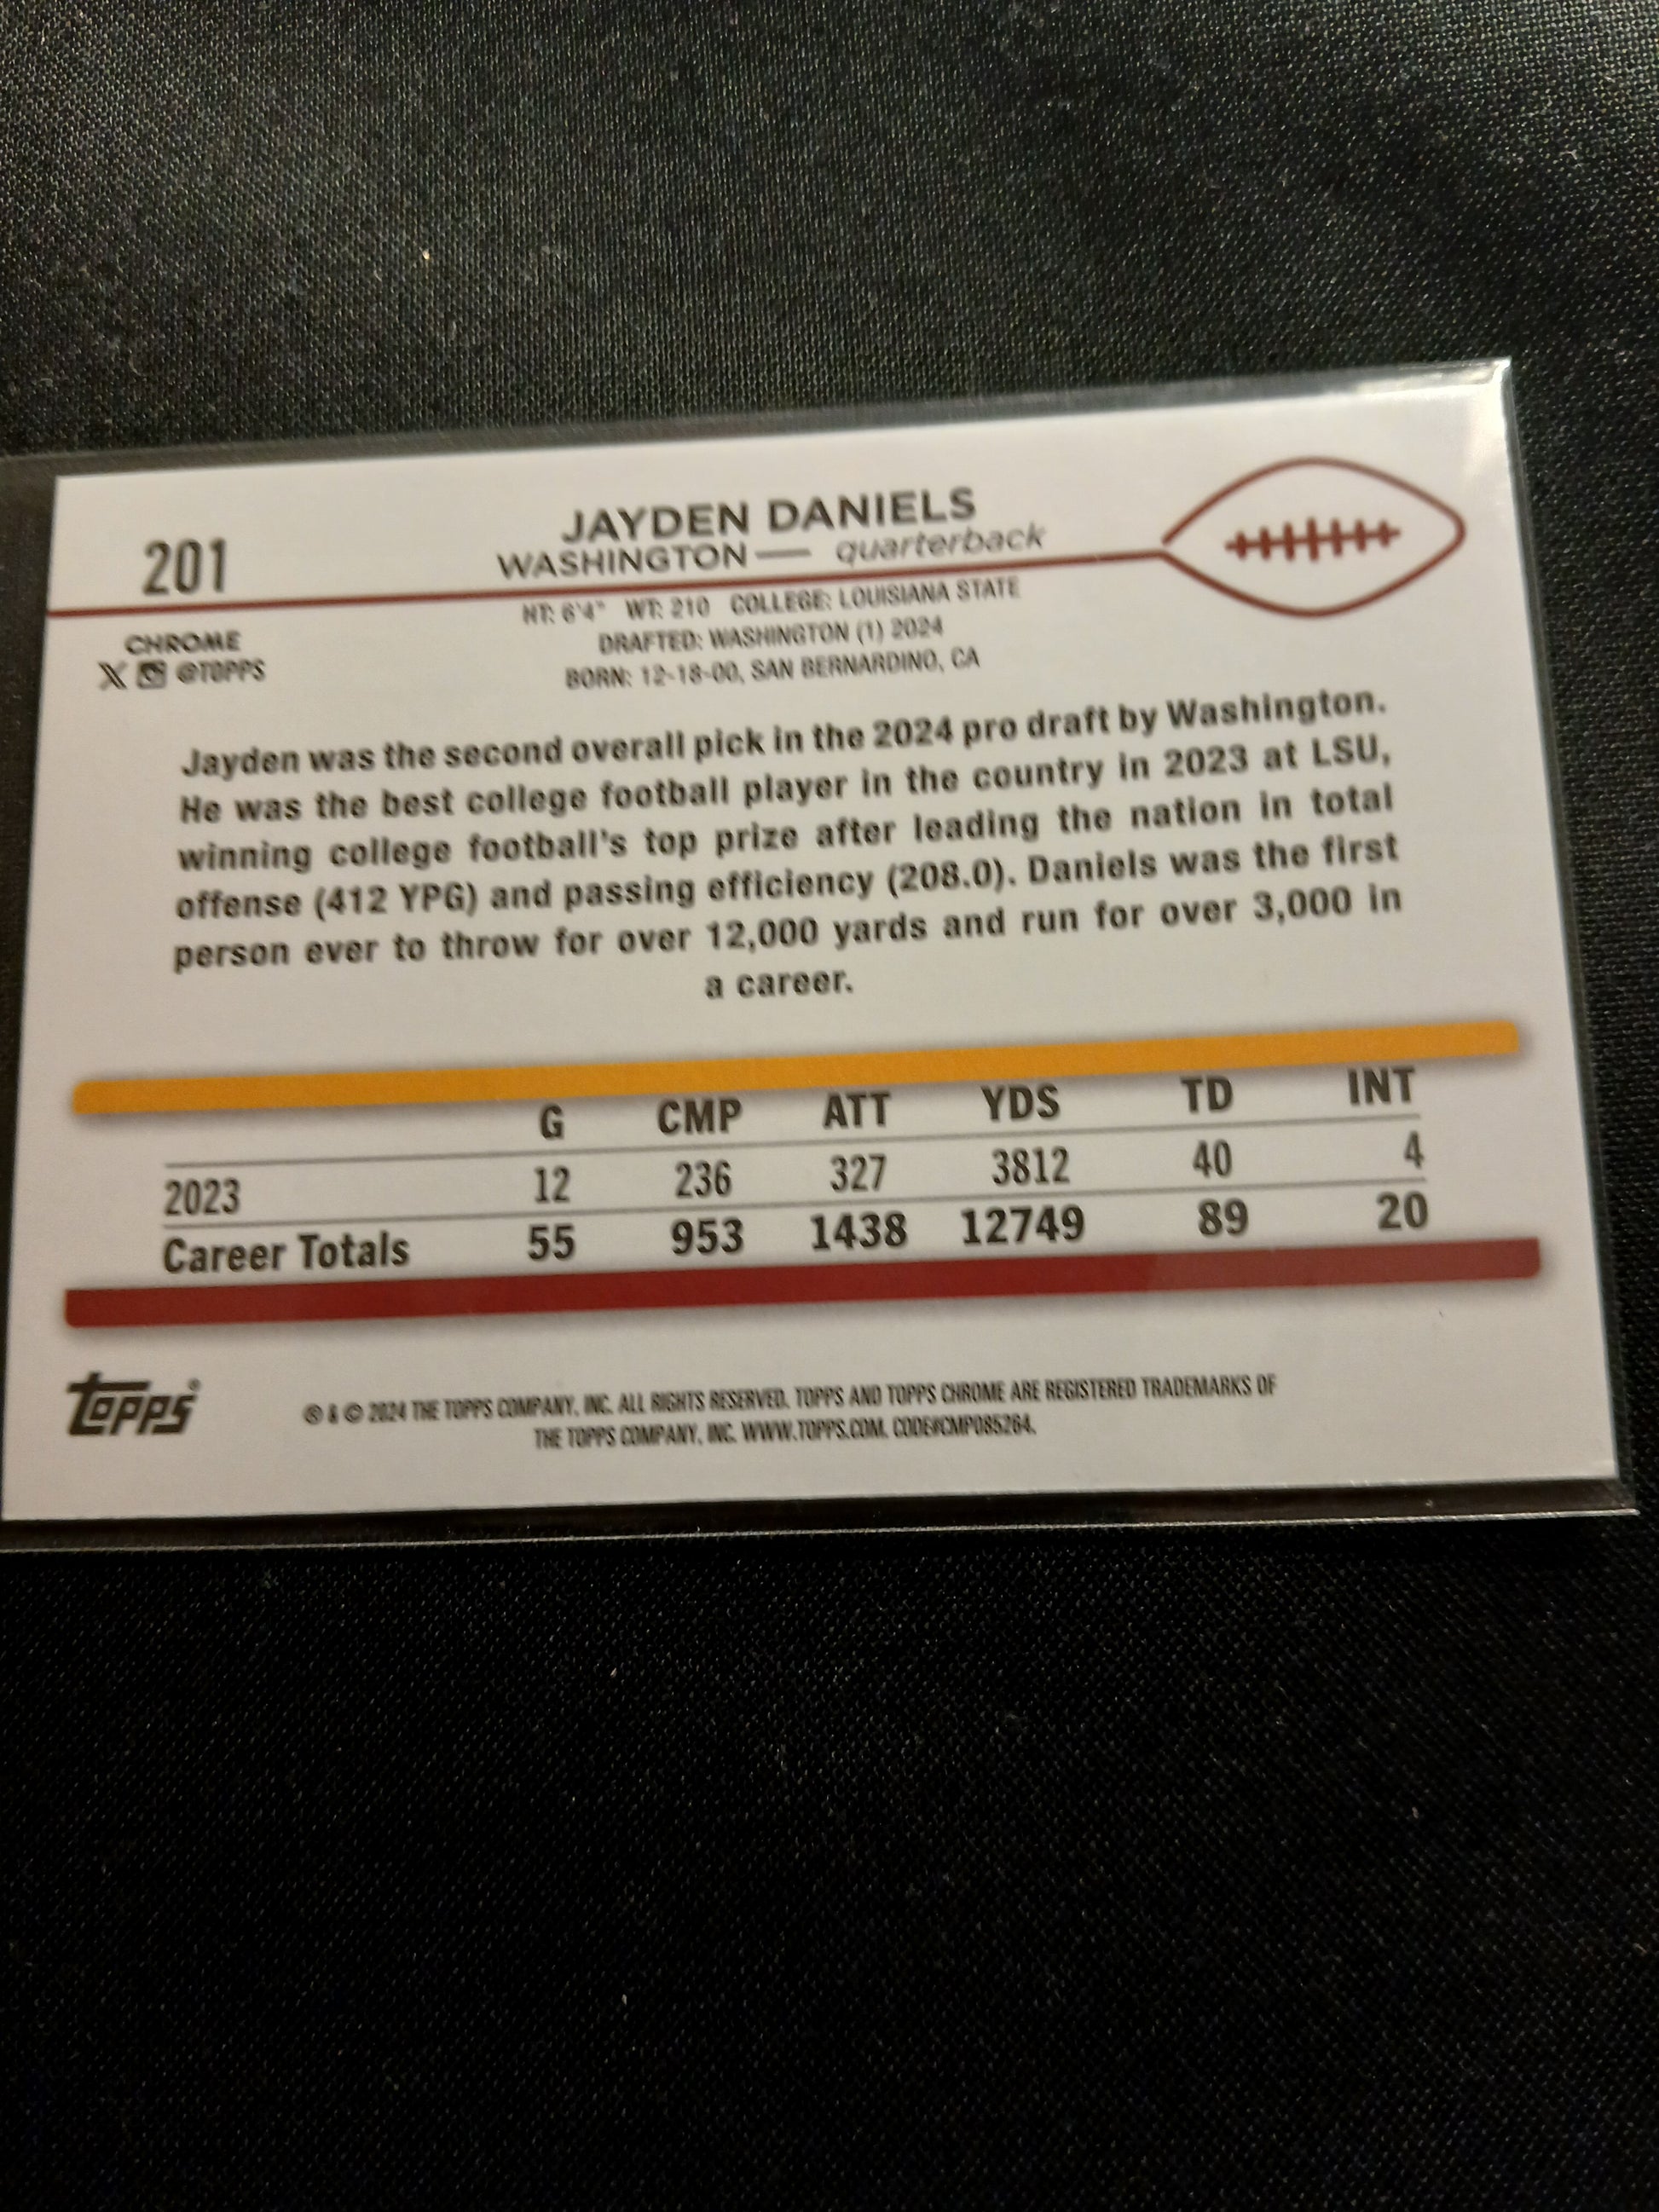 201
JAYDEN DANIELS
WASHINGTON — quarterback
CHROME
X @TOPPS
HT: 6'4" WT: 210 COLLEGE: LOUISIANA STATE
DRAFTED: WASHINGTON (1) 2024
BORN: 12-18-00, SAN BERNARDINO, CA
Jayden was the second overall pick in the 2024 pro draft by Washington.
He was the best college football player in the country in 2023 at LSU,
winning college football's top prize after leading the nation in total
offense (412 YPG) and passing efficiency (208.0). Daniels was the first
person ever to throw for over 12,000 yards and run for over 3,000 in
a career.
G CMP ATT YDS TD INT
2023 12 236 327 3812 40 4
Career Totals 55 953 1438 12749 89 20
topps®
® & © 2024 THE TOPPS COMPANY, INC. ALL RIGHTS RESERVED. TOPPS AND TOPPS CHROME ARE REGISTERED TRADEMARKS OF
THE TOPPS COMPANY, INC. WWW.TOPPS.COM. CODE#CMP085264.